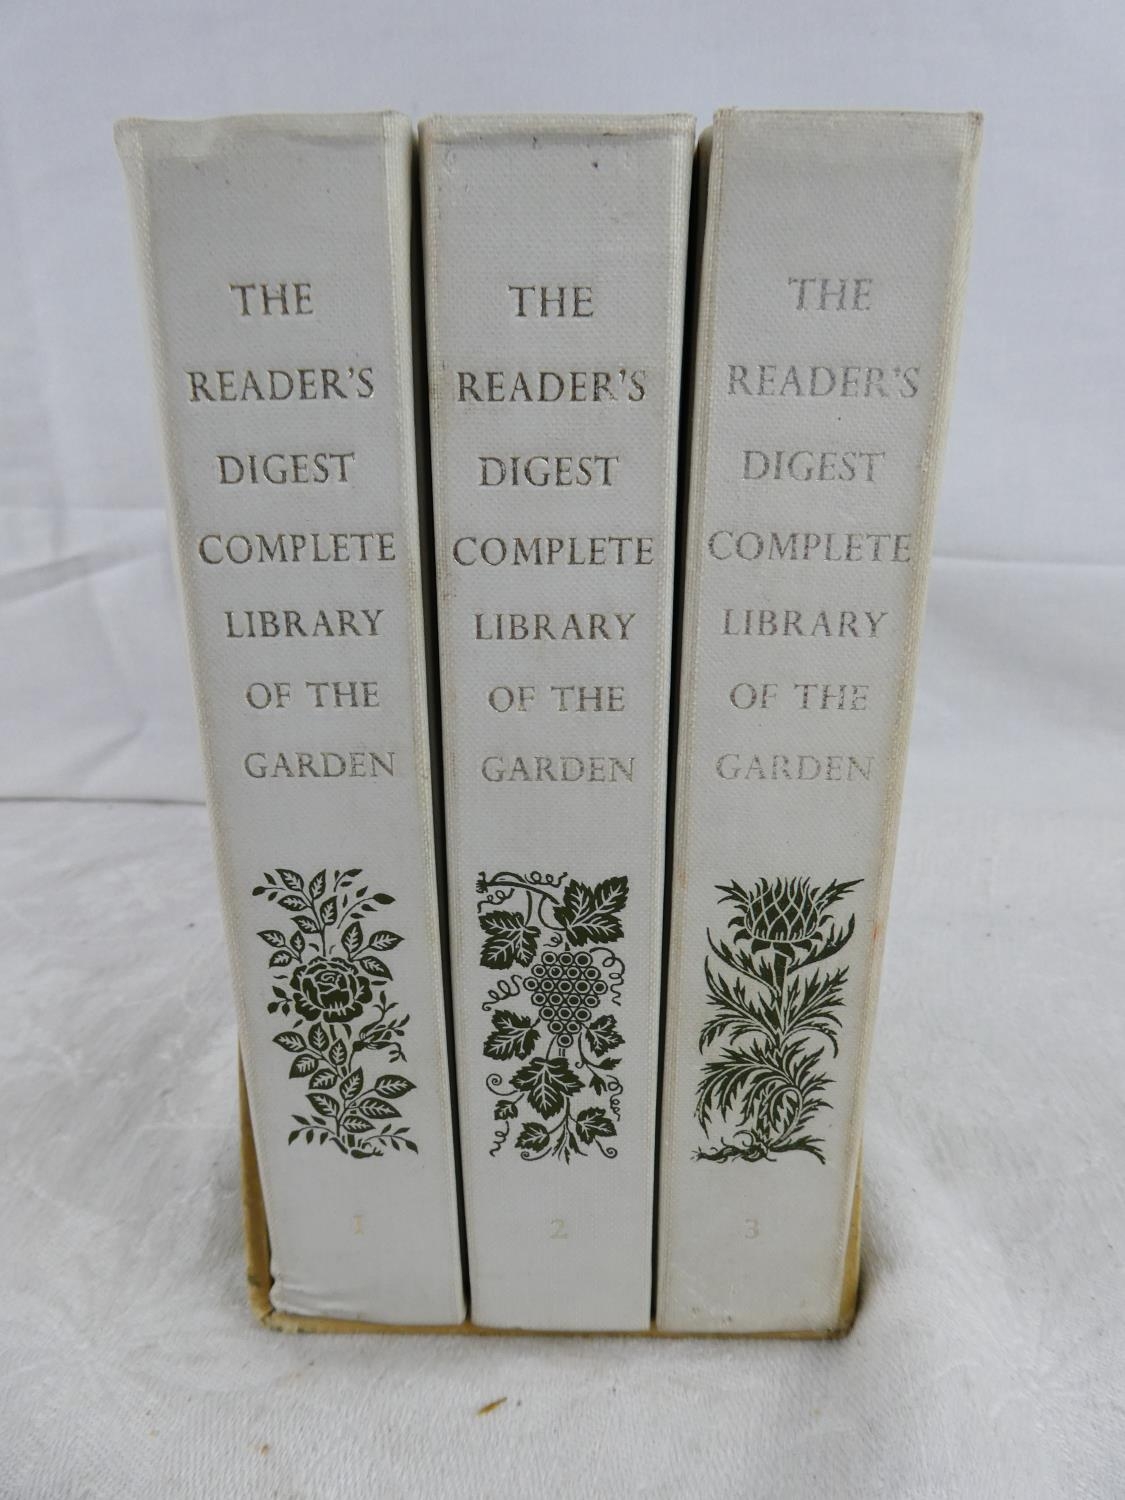 THE
READER'S
DIGEST
COMPLETE
LIBRARY
OF THE
GARDEN
1
THE
READER'S
DIGEST
COMPLETE
LIBRARY
OF THE
GARDEN
2
THE
READER'S
DIGEST
COMPLETE
LIBRARY
OF THE
GARDEN
3